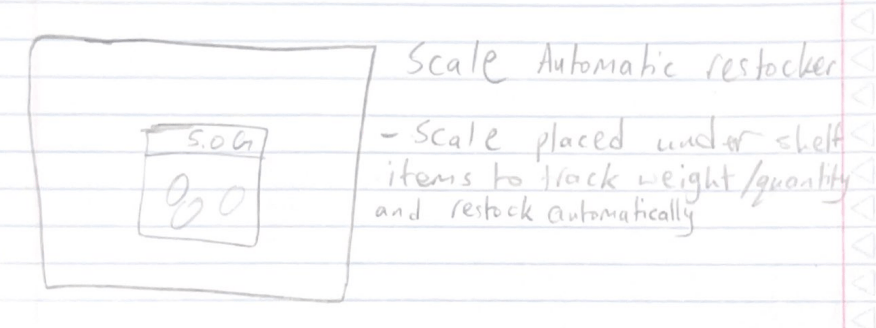 Scale Automatic restocker
5.0G
- Scale placed under shelf
items to track weight/quantity
and restock automatically